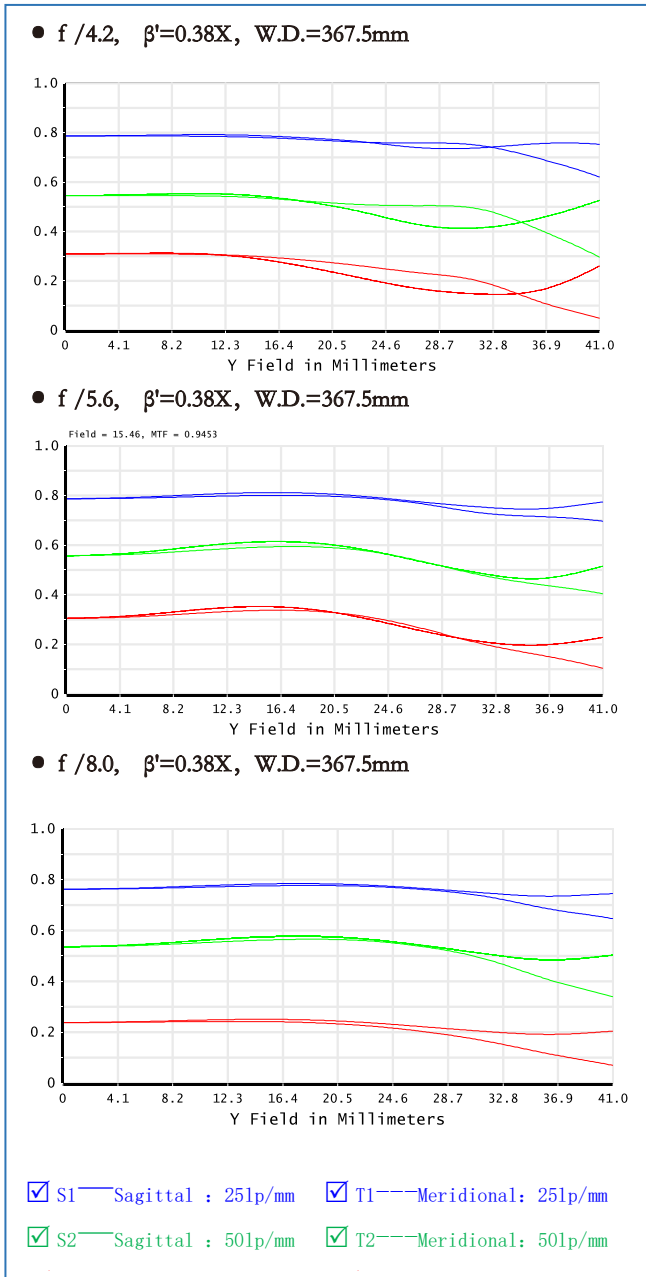 ● f /4.2, β'=0.38X, W.D.=367.5mm
1.0
0.8
0.6
0.4
0.2
0
0 4.1 8.2 12.3 16.4 20.5 24.6 28.7 32.8 36.9 41.0
Y Field in Millimeters
● f /5.6, β'=0.38X, W.D.=367.5mm
Field = 15.46, MTF = 0.9453
1.0
0.8
0.6
0.4
0.2
0
0 4.1 8.2 12.3 16.4 20.5 24.6 28.7 32.8 36.9 41.0
Y Field in Millimeters
● f /8.0, β'=0.38X, W.D.=367.5mm
1.0
0.8
0.6
0.4
0.2
0
0 4.1 8.2 12.3 16.4 20.5 24.6 28.7 32.8 36.9 41.0
Y Field in Millimeters
☑ S1——Sagittal : 25lp/mm ☑ T1---Meridional: 25lp/mm
☑ S2——Sagittal : 50lp/mm ☑ T2---Meridional: 50lp/mm